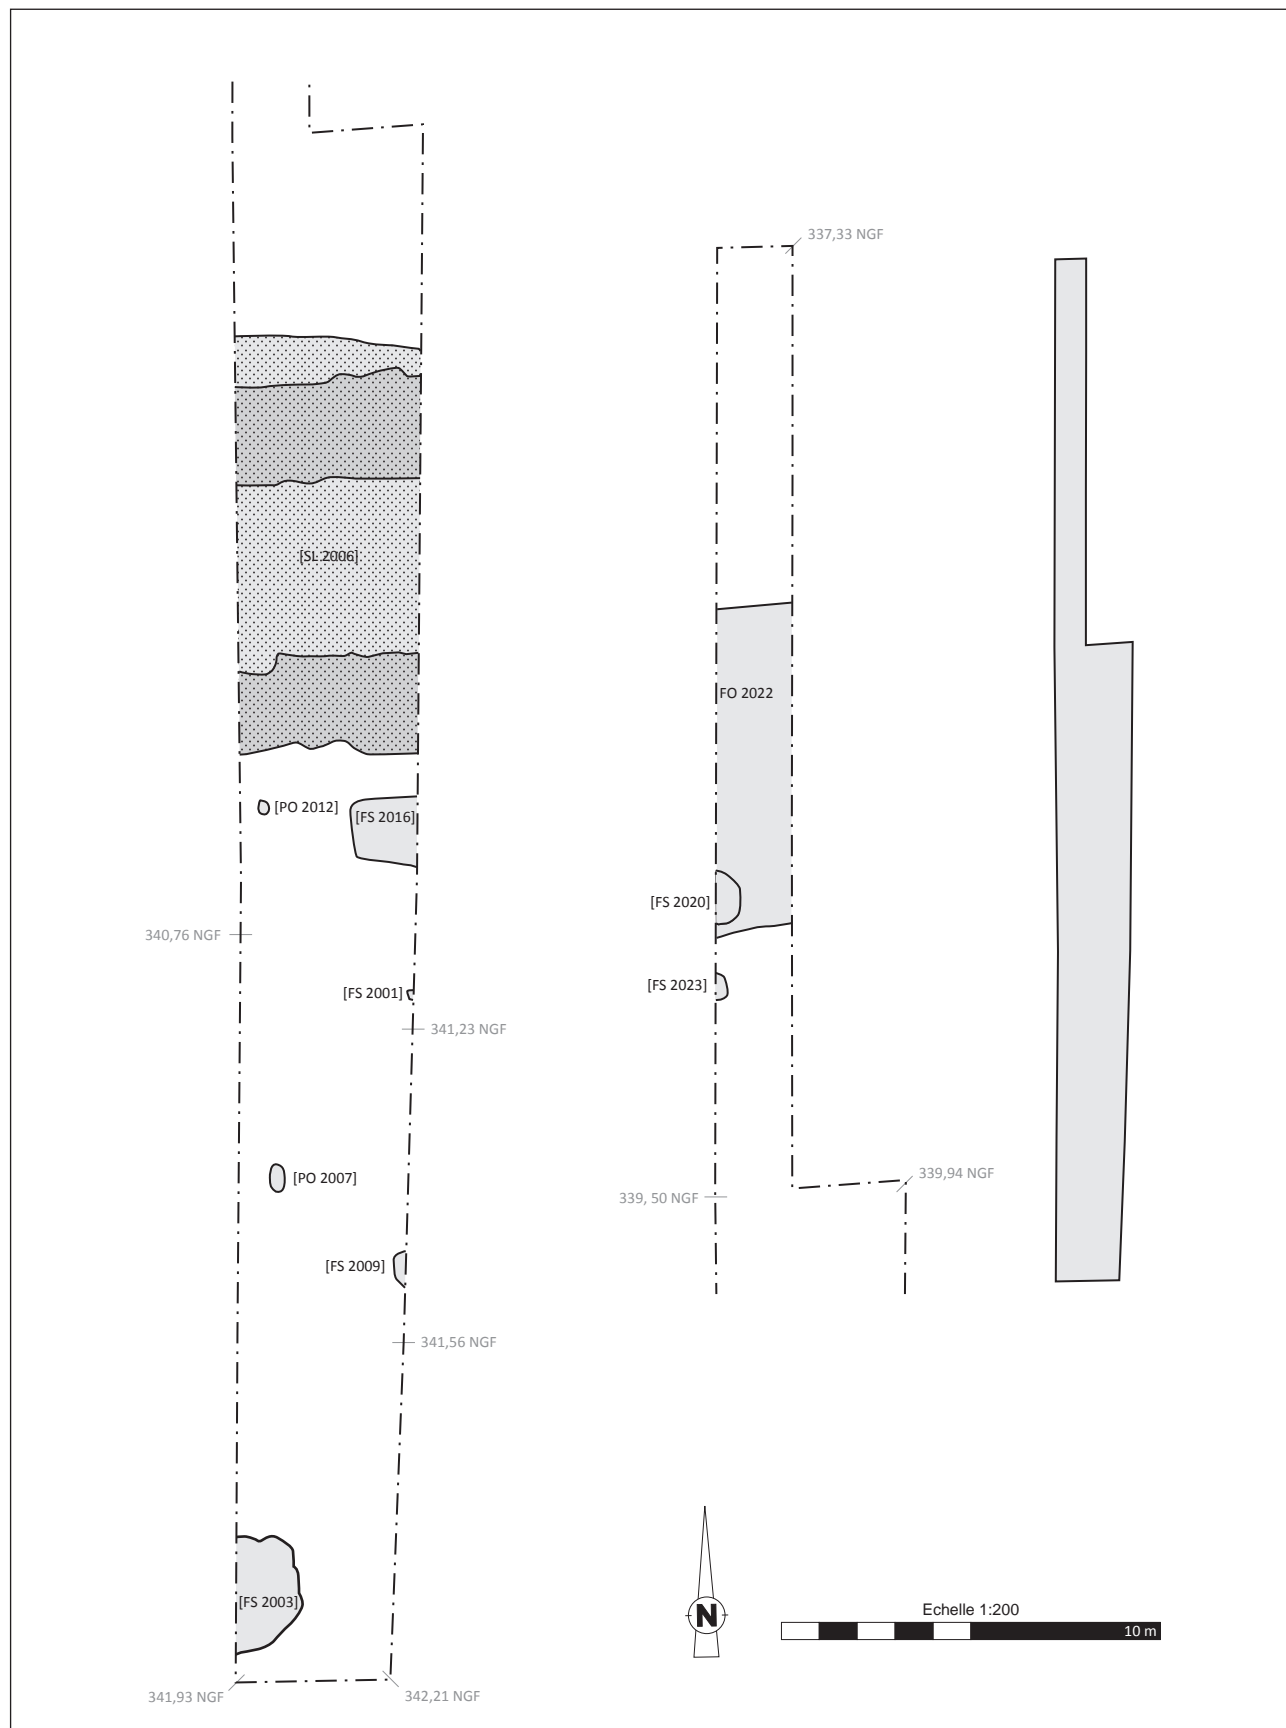 337,33 NGF
[SL 2006]
FO 2022
[PO 2012]
[FS 2016]
[FS 2020]
340,76 NGF
[FS 2023]
[FS 2001]
341,23 NGF
339,94 NGF
[PO 2007]
339, 50 NGF
[FS 2009]
341,56 NGF
[FS 2003]
Echelle 1:200
N
10 m
341,93 NGF
342,21 NGF